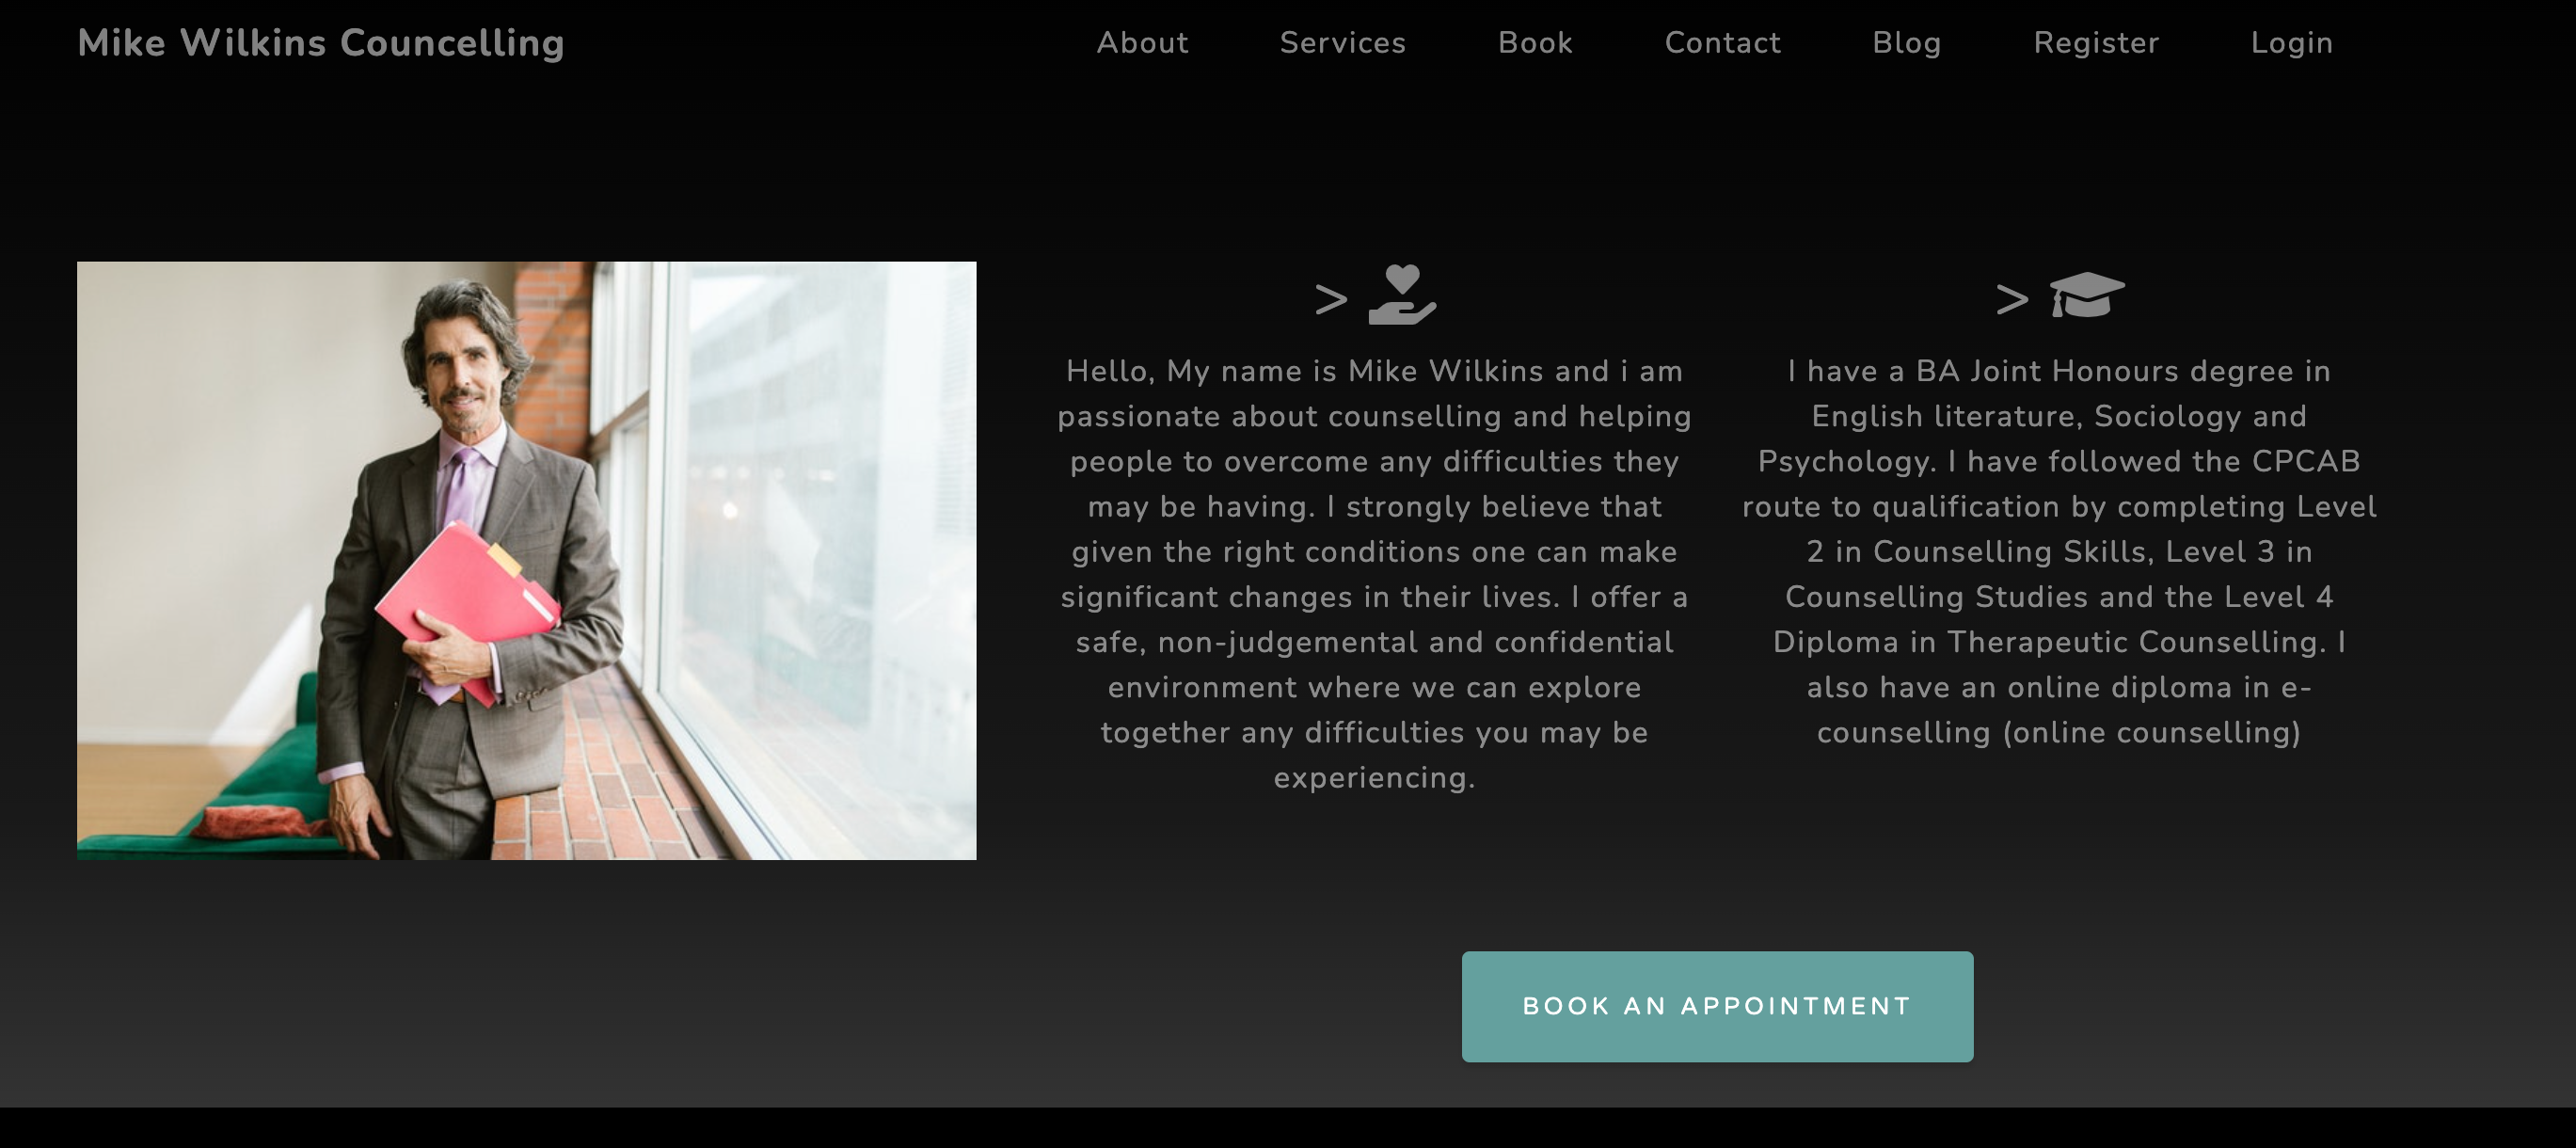 Mike Wilkins Councelling
About Services Book Contact Blog Register Login
>
Hello, My name is Mike Wilkins and i am
passionate about counselling and helping
people to overcome any difficulties they
may be having. I strongly believe that
given the right conditions one can make
significant changes in their lives. I offer a
safe, non-judgemental and confidential
environment where we can explore
together any difficulties you may be
experiencing.
>
I have a BA Joint Honours degree in
English literature, Sociology and
Psychology. I have followed the CPCAB
route to qualification by completing Level
2 in Counselling Skills, Level 3 in
Counselling Studies and the Level 4
Diploma in Therapeutic Counselling. I
also have an online diploma in e-
counselling (online counselling)
BOOK AN APPOINTMENT